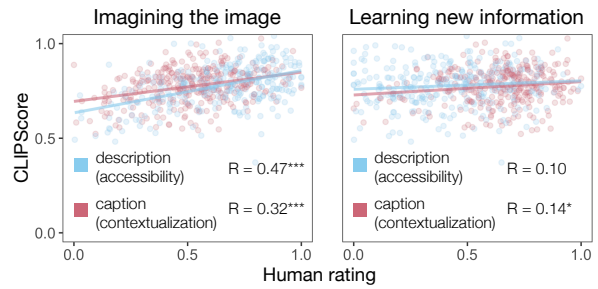 Imagining the image
Learning new information
CLIPScore
1.0
0.5
0.0
description
(accessibility)
R = 0.47***
caption
(contextualization)
R = 0.32***
description
(accessibility)
R = 0.10
caption
(contextualization)
R = 0.14*
0.0
0.5
1.0
0.0
0.5
1.0
Human rating